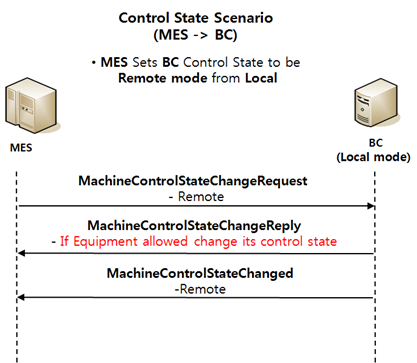 Control State Scenario
(MES -> BC)
• MES Sets BC Control State to be
Remote mode from Local
MES
BC
(Local mode)
MachineControlStateChangeRequest
- Remote
MachineControlStateChangeReply
- If Equipment allowed change its control state
MachineControlStateChanged
-Remote